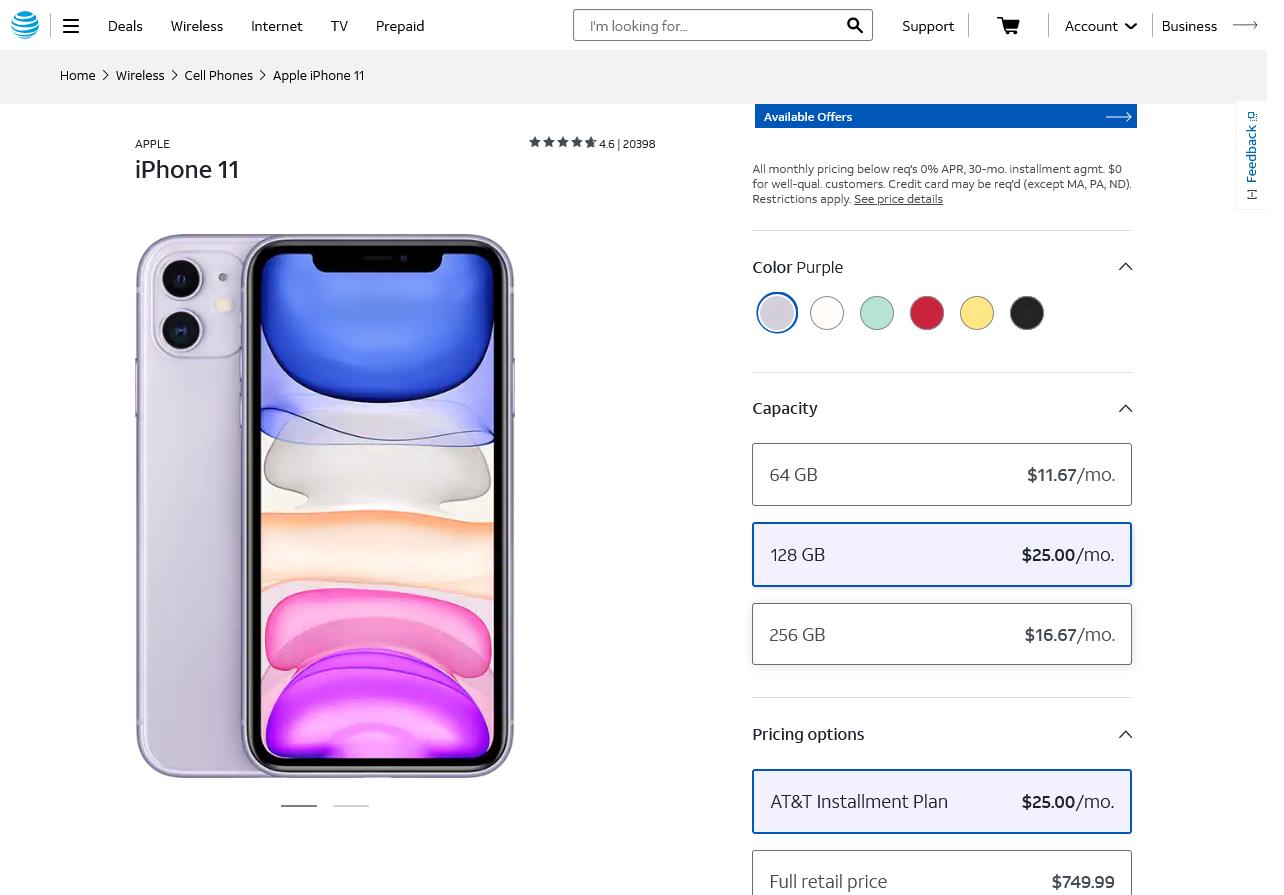 Deals
Wireless
Internet
TV
Prepaid
I'm looking for...
Support
Account
Business
Home
Wireless
Cell Phones
Apple iPhone 11
Available Offers
Feedback
[-]
APPLE
4.6 | 20398
iPhone 11
All monthly pricing below req's 0% APR, 30-mo. installment agmt. $0
for well-qual. customers. Credit card may be req'd (except MA, PA, ND).
Restrictions apply. See price details
Color Purple
Capacity
64 GB $11.67/mo.
128 GB $25.00/mo.
256 GB $16.67/mo.
Pricing options
AT&T Installment Plan $25.00/mo.
Full retail price $749.99